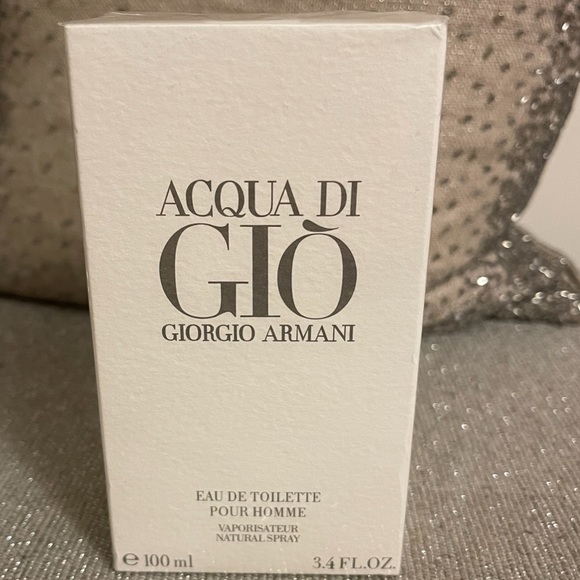 ACQUA DI
GIÒ
GIORGIO ARMANI
EAU DE TOILETTE
POUR HOMME
VAPORISATEUR
NATURAL SPRAY
℮ 100 ml 3.4 FL.OZ.